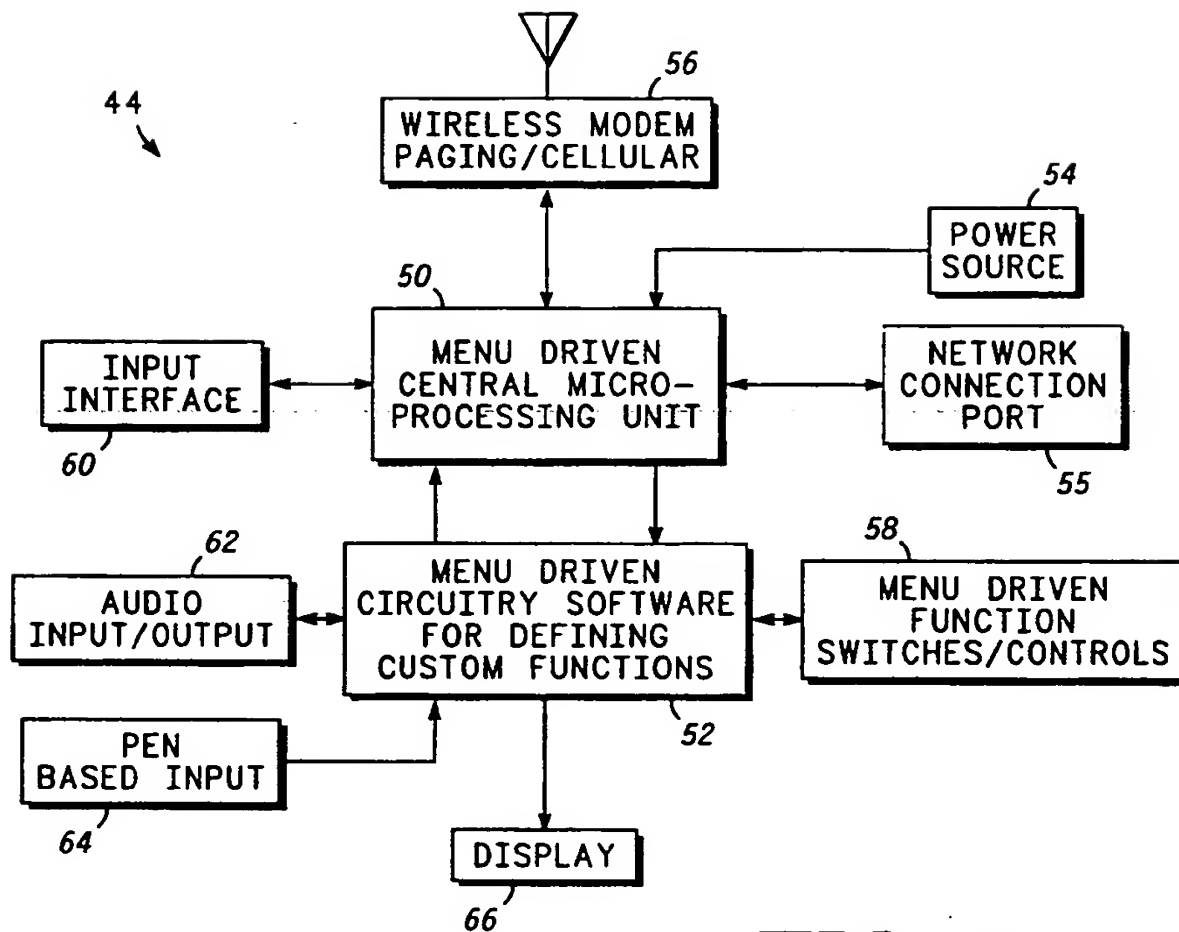 44
56
WIRELESS MODEM
PAGING/CELLULAR
54
POWER
SOURCE
50
MENU DRIVEN
CENTRAL MICRO-
PROCESSING UNIT
INPUT
INTERFACE
60
NETWORK
CONNECTION
PORT
55
62
AUDIO
INPUT/OUTPUT
MENU DRIVEN
CIRCUITRY SOFTWARE
FOR DEFINING
CUSTOM FUNCTIONS
52
58
MENU DRIVEN
FUNCTION
SWITCHES/CONTROLS
PEN
BASED INPUT
64
DISPLAY
66